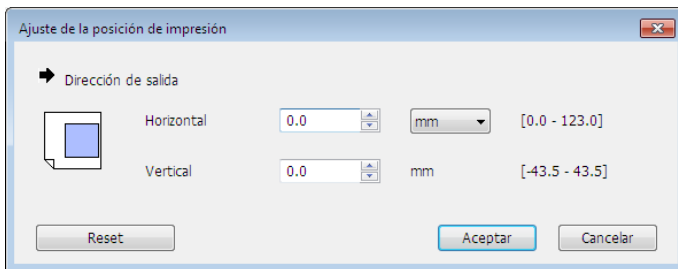 Ajuste de la posición de impresión
Dirección de salida
Horizontal 0.0 mm [0.0 - 123.0]
Vertical 0.0 mm [-43.5 - 43.5]
Reset Aceptar Cancelar